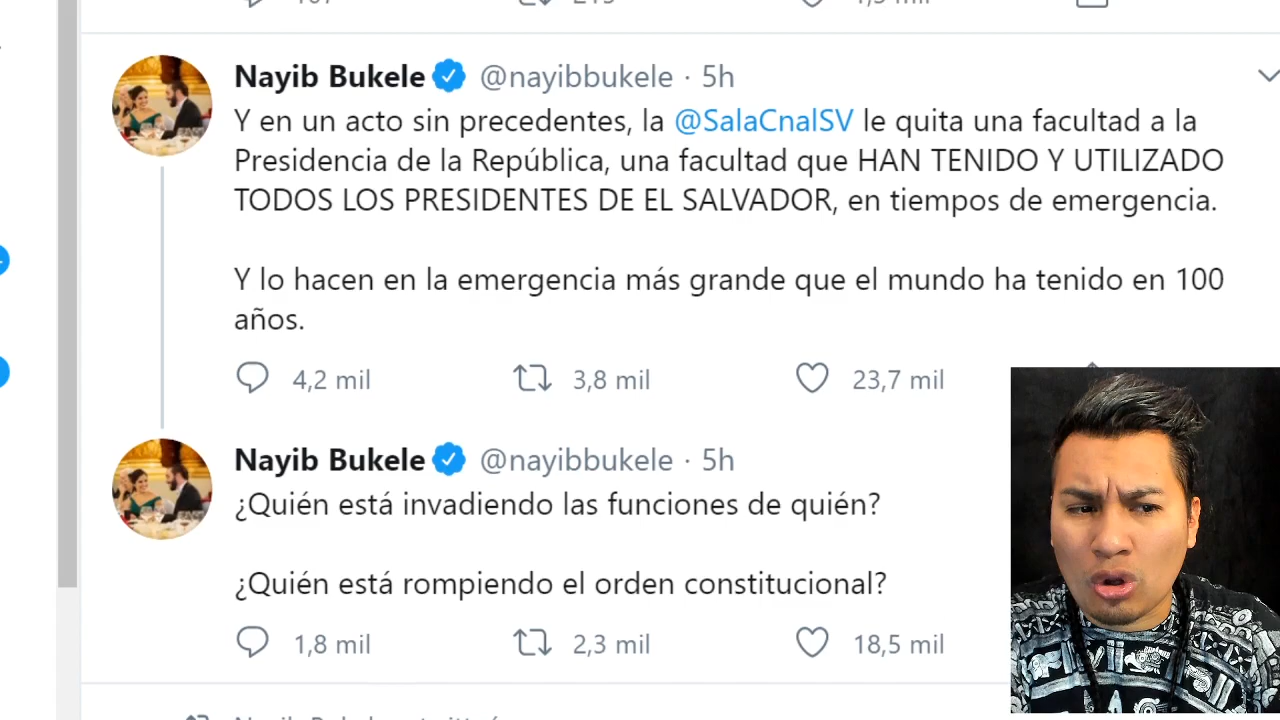 Nayib Bukele @nayibbukele · 5h
Y en un acto sin precedentes, la @SalaCnalSV le quita una facultad a la
Presidencia de la República, una facultad que HAN TENIDO Y UTILIZADO
TODOS LOS PRESIDENTES DE EL SALVADOR, en tiempos de emergencia.
Y lo hacen en la emergencia más grande que el mundo ha tenido en 100
años.
4,2 mil 3,8 mil 23,7 mil
Nayib Bukele @nayibbukele · 5h
¿Quién está invadiendo las funciones de quién?
¿Quién está rompiendo el orden constitucional?
1,8 mil 2,3 mil 18,5 mil